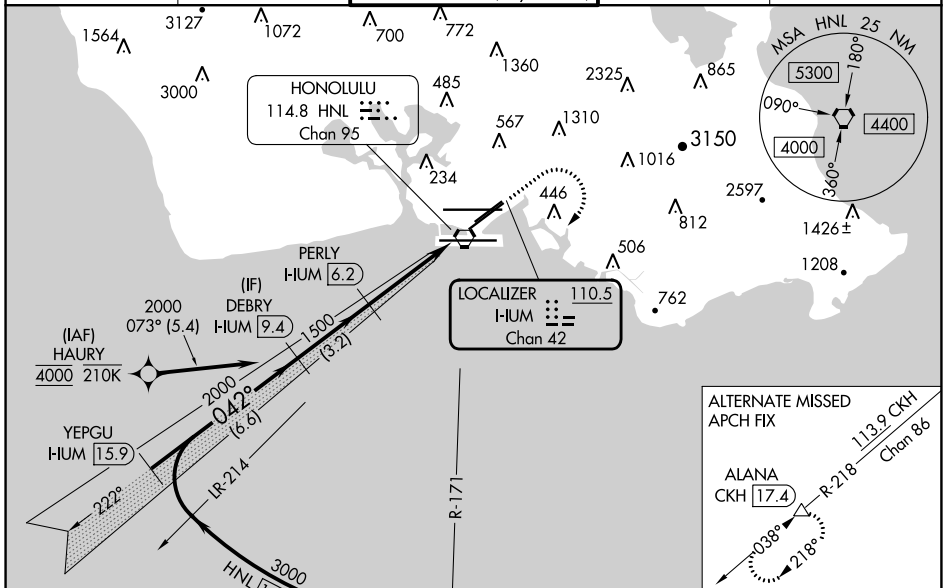 3127
1564
1072
700
772
3000
1360
2325
865
MSA HNL 25 NM
5300
180°
090°
4400
4000
360°
HONOLULU
114.8 HNL
Chan 95
485
567
1310
3150
1016
234
446
2597
812
1426±
506
1208
762
PERLY
I-IUM 6.2
(IF)
DEBRY
I-IUM 9.4
LOCALIZER 110.5
I-IUM
Chan 42
2000
073° (5.4)
(IAF)
HAURY
4000 210K
1500
(3.2)
2000
042°
(6.6)
YEPGU
I-IUM 15.9
222°
LR-214
R-171
3000
HNL
ALTERNATE MISSED
APCH FIX
113.9 CKH
Chan 86
R-218
ALANA
CKH 17.4
038°
218°